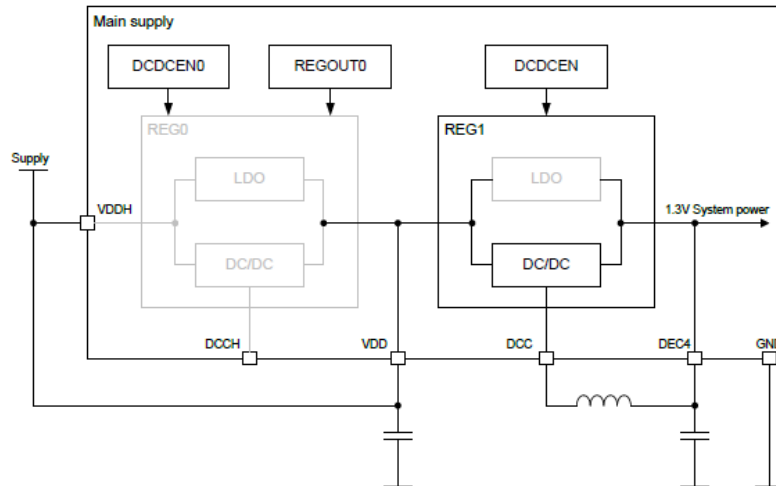 Main supply
DCDCEN0
REGOUT0
DCDCEN
REG0
REG1
Supply
LDO
LDO
VDDH
1.3V System power
DC/DC
DC/DC
DCCH
VDD
DCC
DEC4
GND